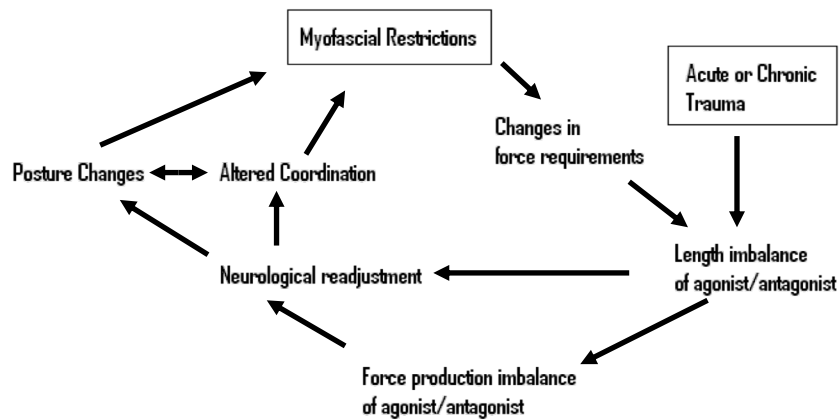 Myofascial Restrictions
Acute or Chronic
Trauma
Changes in
force requirements
Posture Changes
Altered Coordination
Length imbalance
of agonist/antagonist
Neurological readjustment
Force production imbalance
of agonist/antagonist